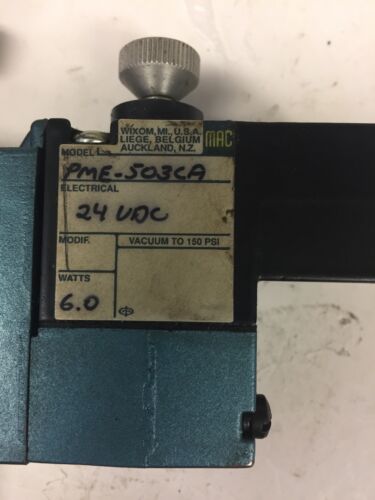 WIXOM, MI, U.S.A.
LIEGE, BELGIUM
AUCKLAND, N.Z.
MAC
MODEL
PME-503CA
ELECTRICAL
24 VDC
MODIF.
VACUUM TO 150 PSI
WATTS
6.0